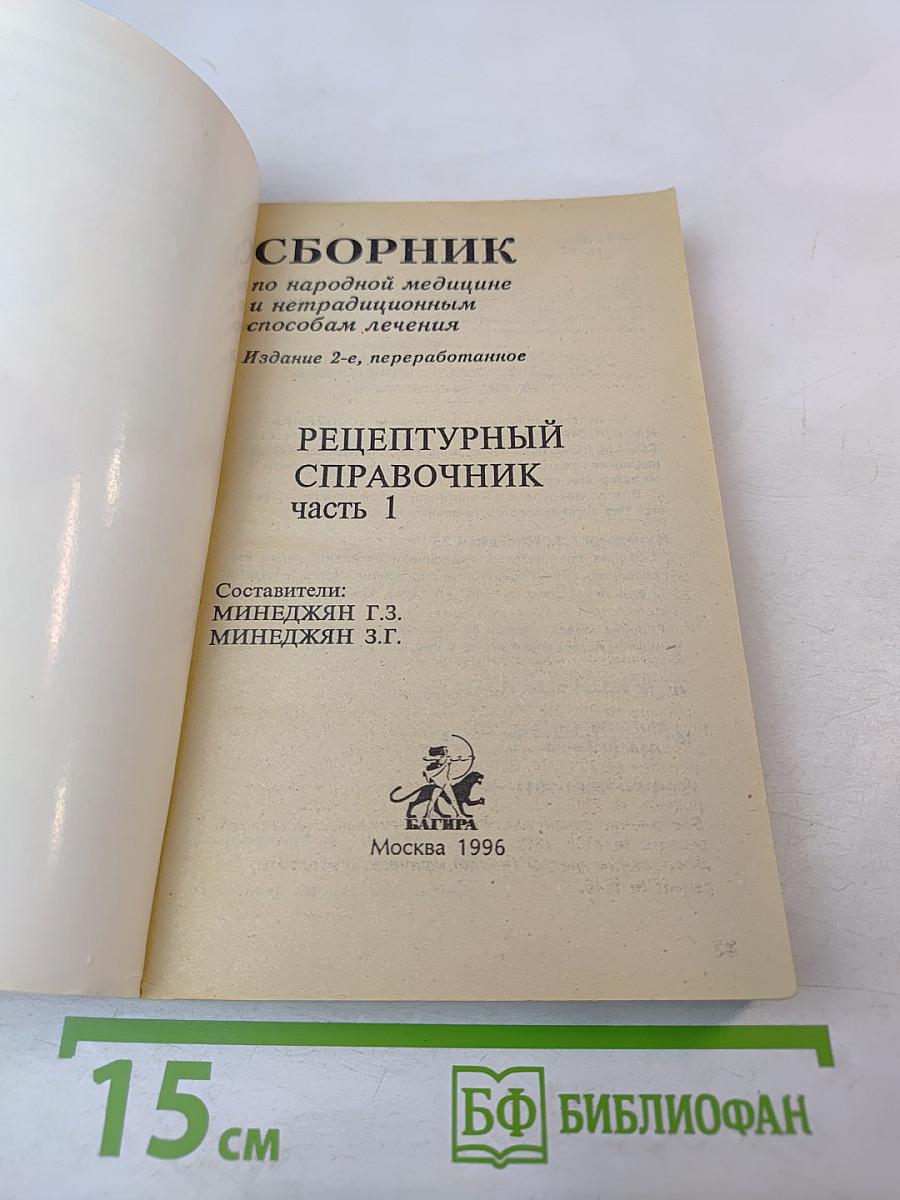 СБОРНИК
по народной медицине
и нетрадиционным
способам лечения
Издание 2-е, переработанное
РЕЦЕПТУРНЫЙ
СПРАВОЧНИК
часть 1
Составители:
МИНЕДЖЯН Г.З.
МИНЕДЖЯН З.Г.
БАГИРА
Москва 1996
15 см
БФ БИБЛИОФАН